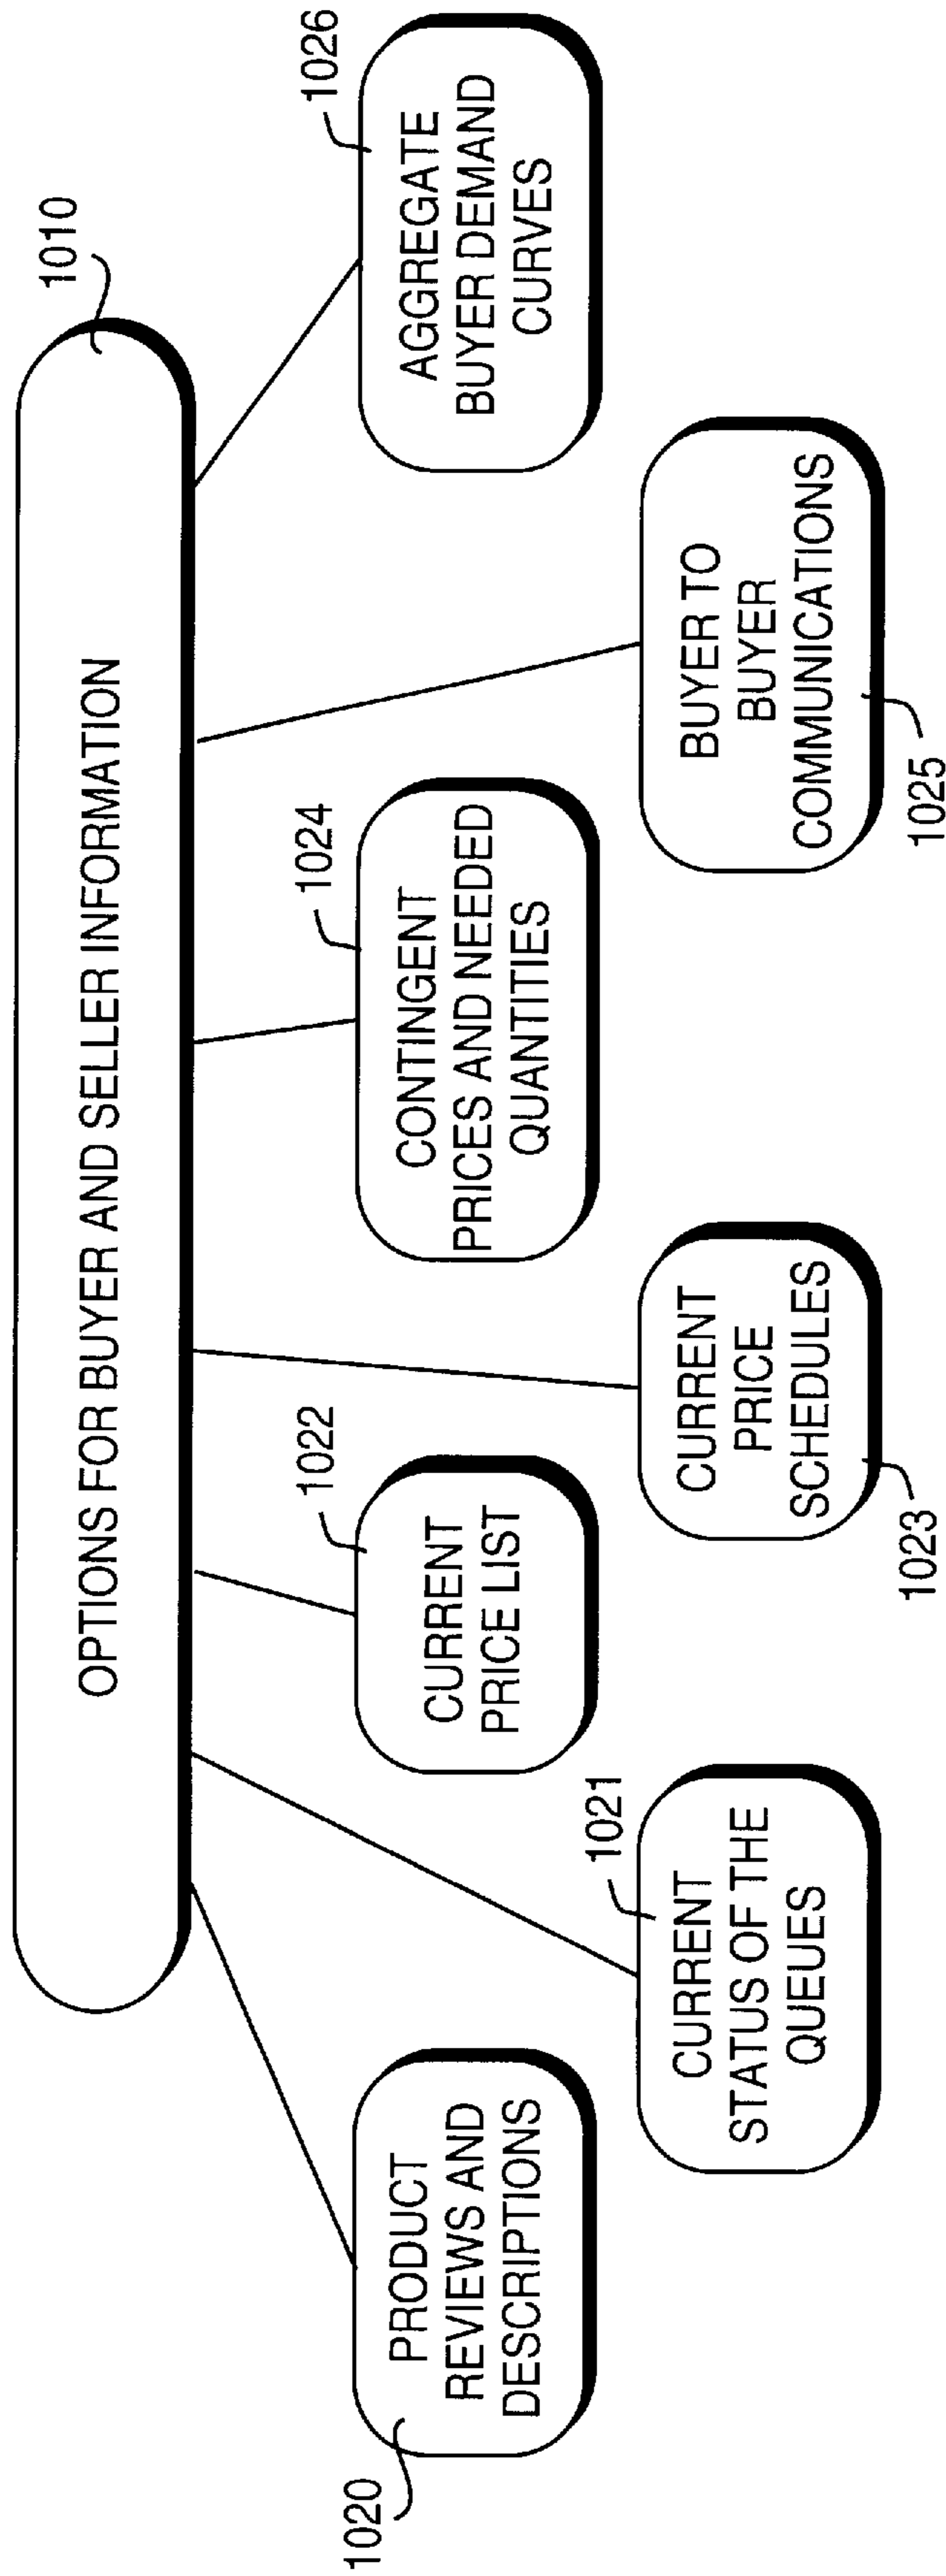 1010
OPTIONS FOR BUYER AND SELLER INFORMATION
1020
PRODUCT
REVIEWS AND
DESCRIPTIONS
1021
CURRENT
STATUS OF THE
QUEUES
1022
CURRENT
PRICE LIST
1023
CURRENT
PRICE
SCHEDULES
1024
CONTINGENT
PRICES AND NEEDED
QUANTITIES
1025
BUYER TO
BUYER
COMMUNICATIONS
1026
AGGREGATE
BUYER DEMAND
CURVES